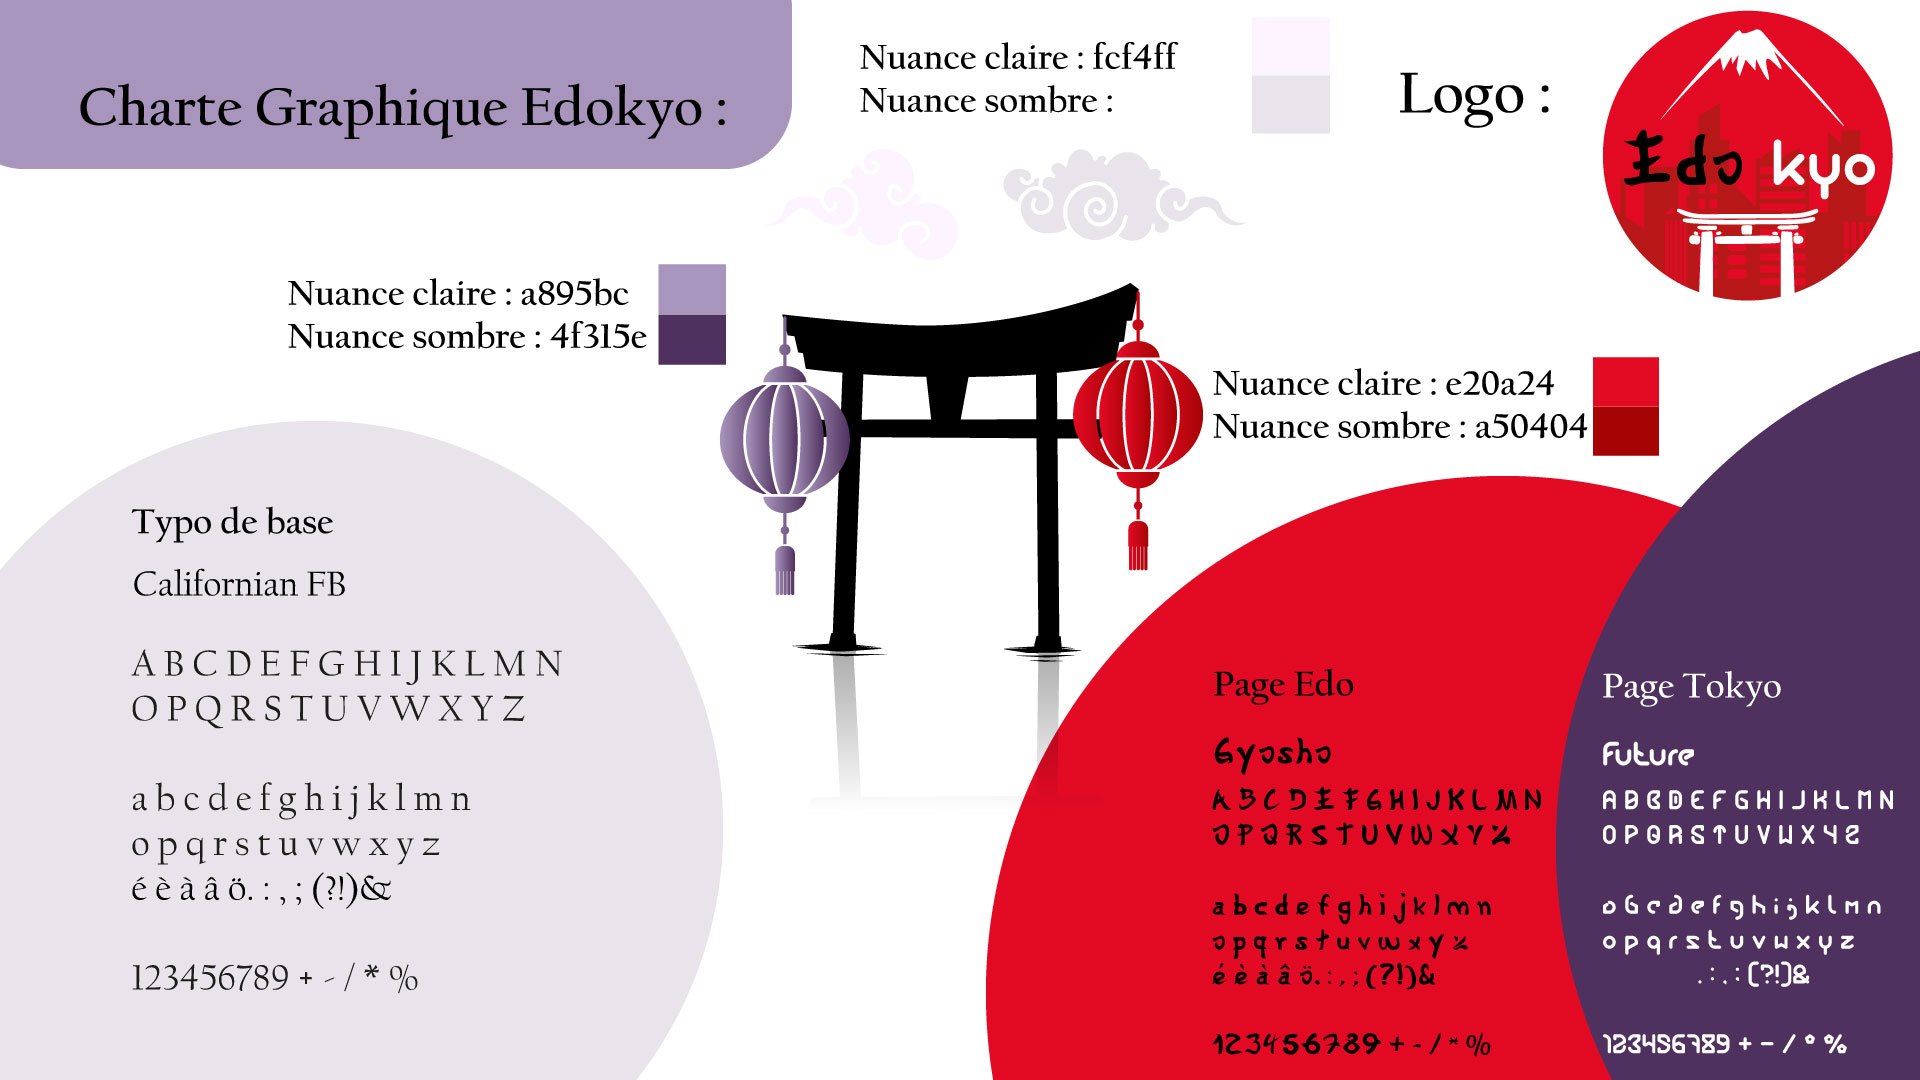 Charte Graphique Edokyo :
Nuance claire : fcf4ff
Nuance sombre :
Logo :
Edo kyo
Nuance claire : a895bc
Nuance sombre : 4f315e
Nuance claire : e20a24
Nuance sombre : a50404
Typo de base
Californian FB
A B C D E F G H I J K L M N
O P Q R S T U V W X Y Z
a b c d e f g h i j k l m n
o p q r s t u v w x y z
é è à â ö . : , ; (?!)&
123456789 + - / * %
Page Edo
Gyosho
A B C D E F G H I J K L M N
O P Q R S T U V W X Y Z
a b c d e f g h i j k l m n
o p q r s t u v w x y z
é è à â ö . : , ; (?!)&
123456789 + - / * %
Page Tokyo
Future
A B C D E F G H I J K L M N
O P Q R S T U V W X Y Z
a b c d e f g h i j k l m n
o p q r s t u v w x y z
. : , ; (?!)&
123456789 + - / * %